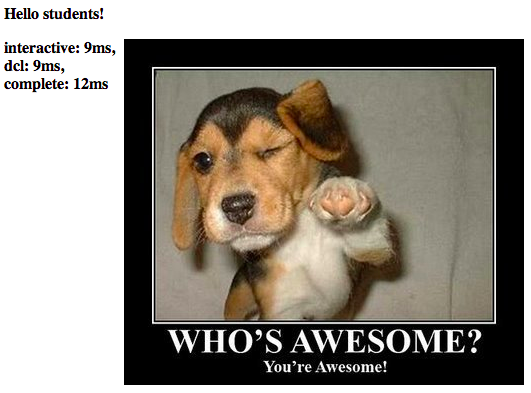 Hello students!
interactive: 9ms,
dcl: 9ms,
complete: 12ms
WHO'S AWESOME?
You're Awesome!